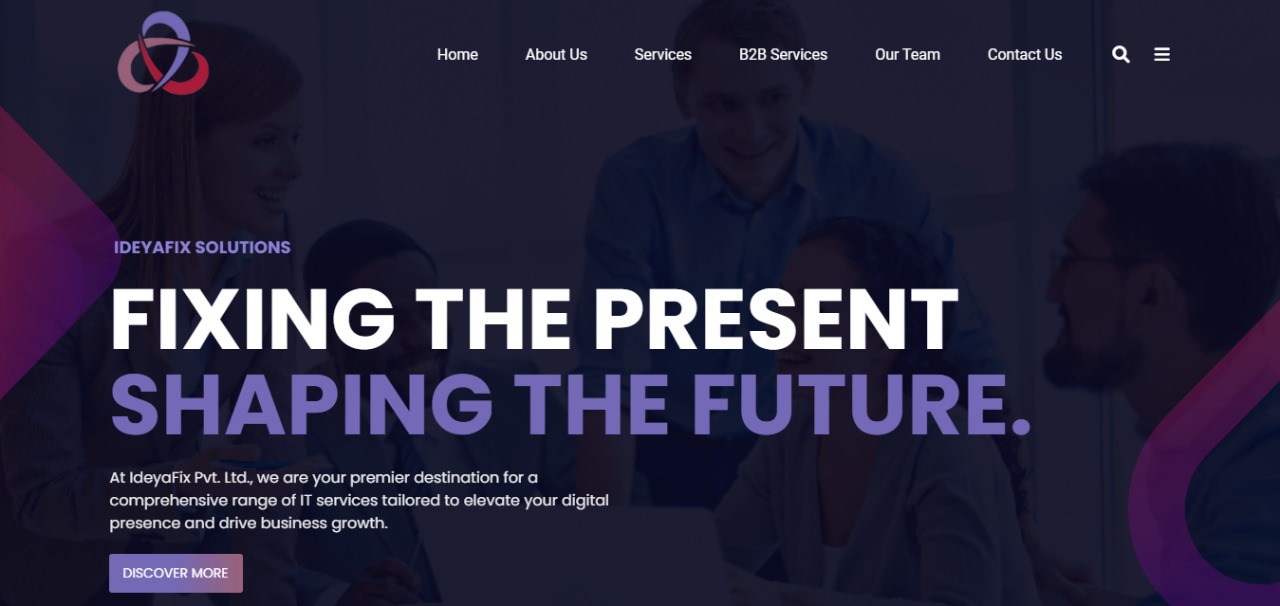 Home About Us Services B2B Services Our Team Contact Us
IDEYAFIX SOLUTIONS
FIXING THE PRESENT
SHAPING THE FUTURE.
At IdeyaFix Pvt. Ltd., we are your premier destination for a
comprehensive range of IT services tailored to elevate your digital
presence and drive business growth.
DISCOVER MORE